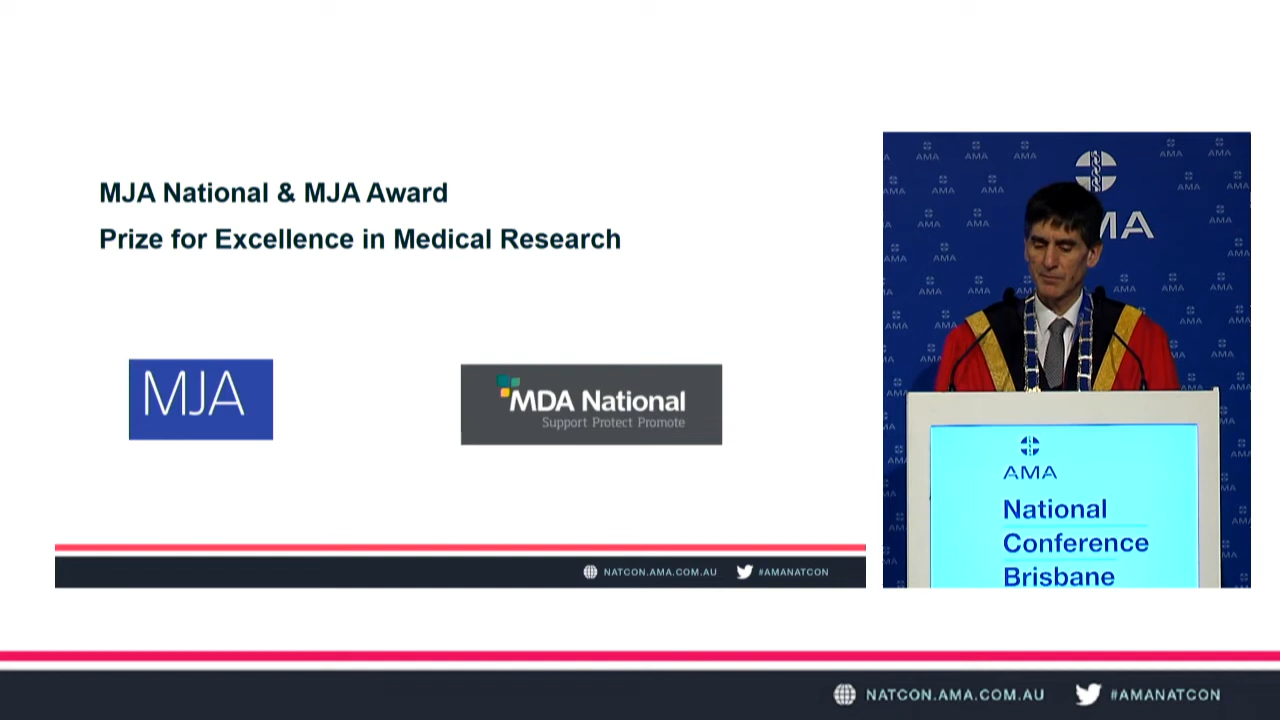 MJA National & MJA Award
Prize for Excellence in Medical Research
MJA
MDA National
Support Protect Promote
NATCON.AMA.COM.AU
#AMANATCON
AMA
AMA
National
Conference
Brisbane
NATCON.AMA.COM.AU
#AMANATCON